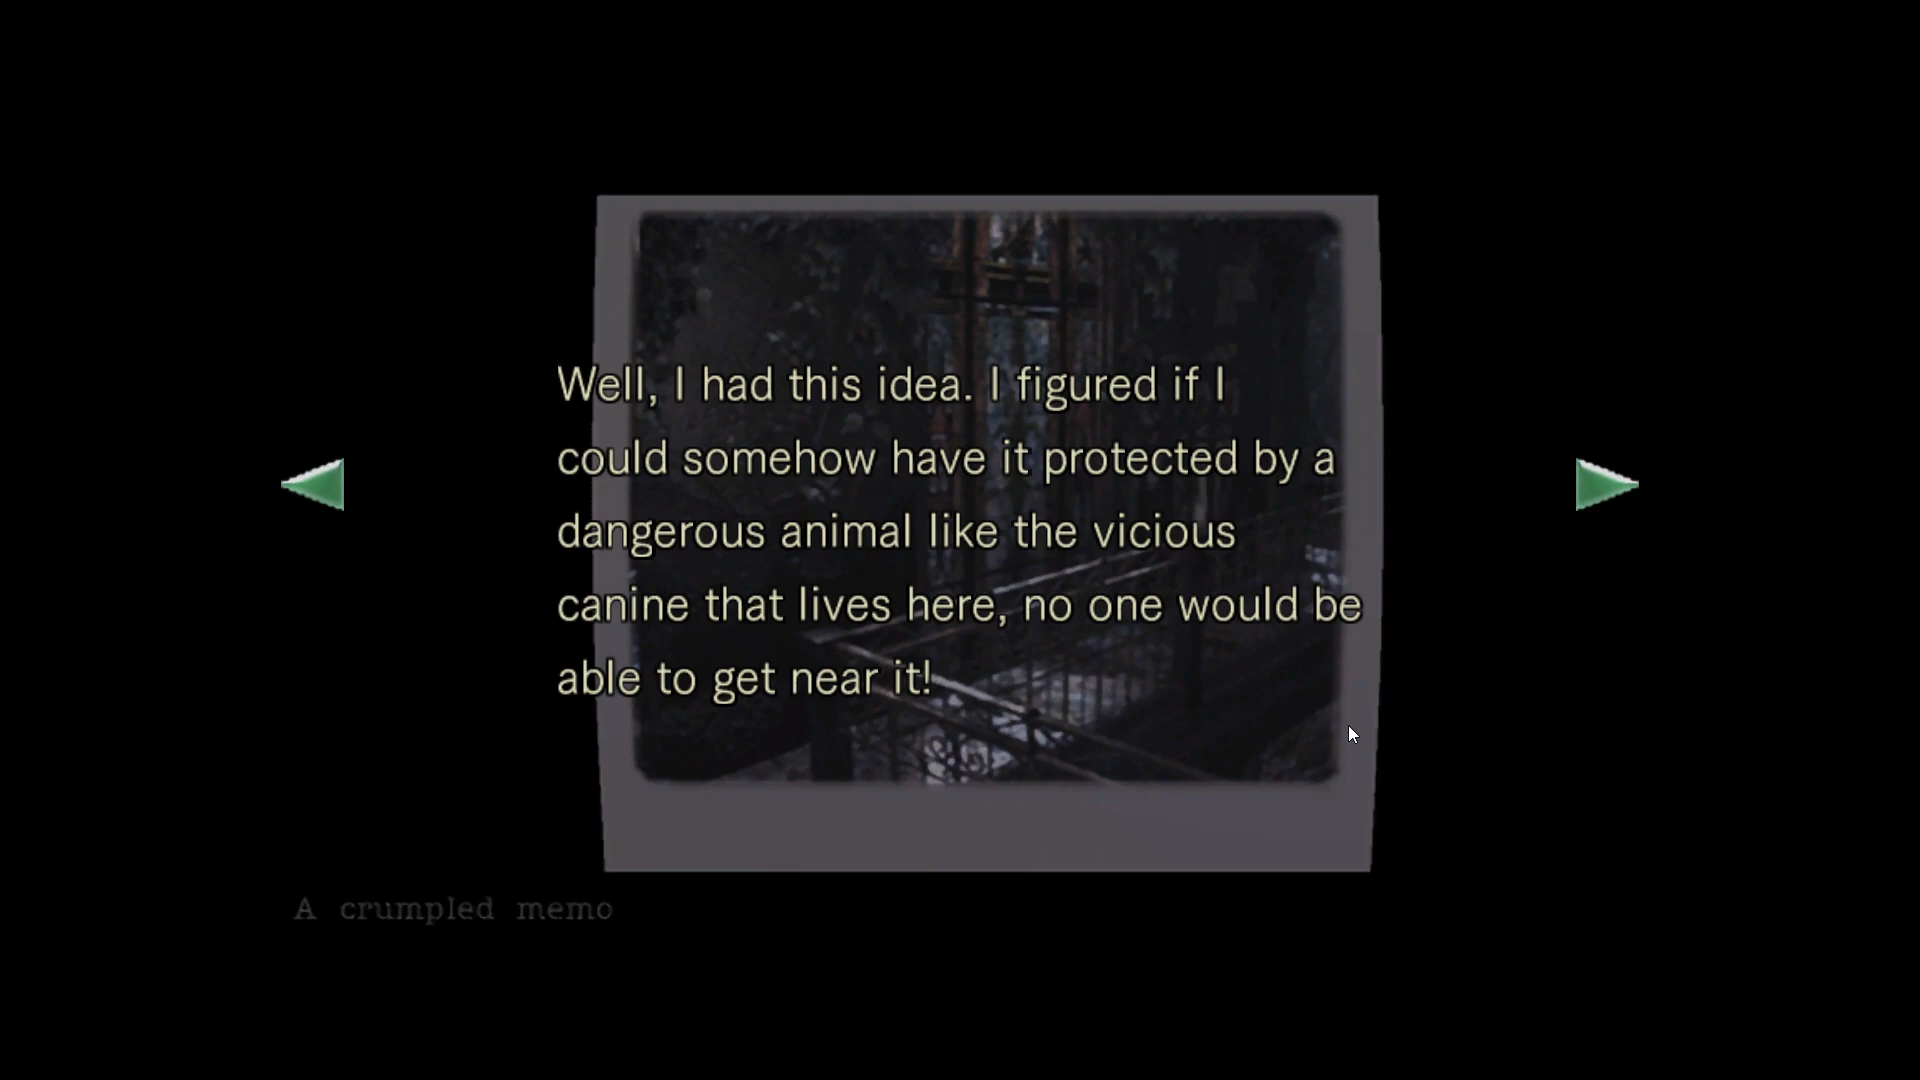 Well, I had this idea. I figured if I
could somehow have it protected by a
dangerous animal like the vicious
canine that lives here, no one would be
able to get near it!
A crumpled memo